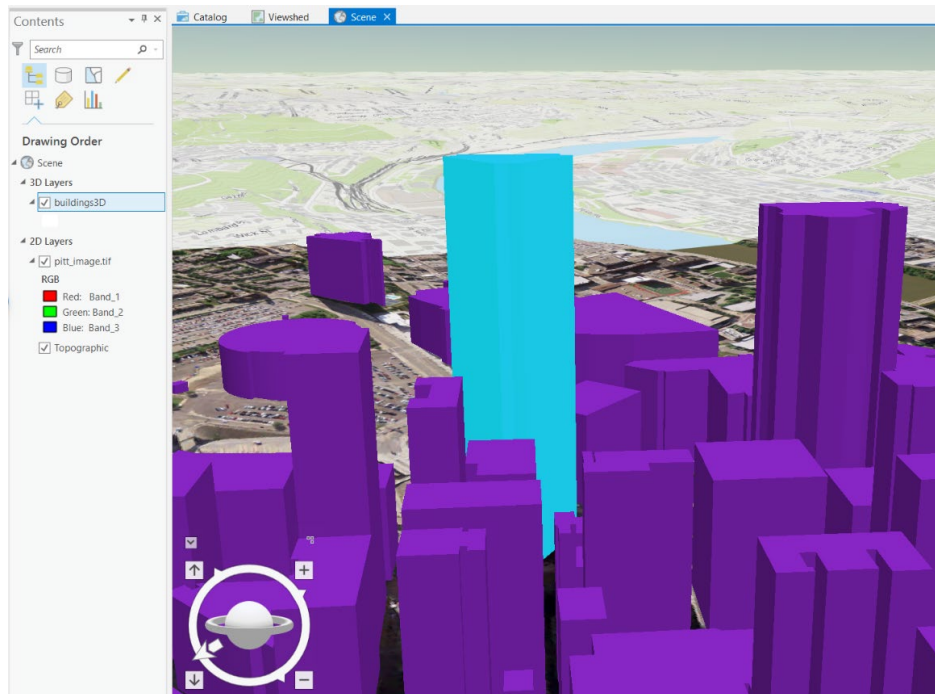 Contents
Catalog
Viewshed
Scene
Search
Drawing Order
Scene
3D Layers
buildings3D
2D Layers
pitt_image.tif
RGB
Red: Band_1
Green: Band_2
Blue: Band_3
Topographic